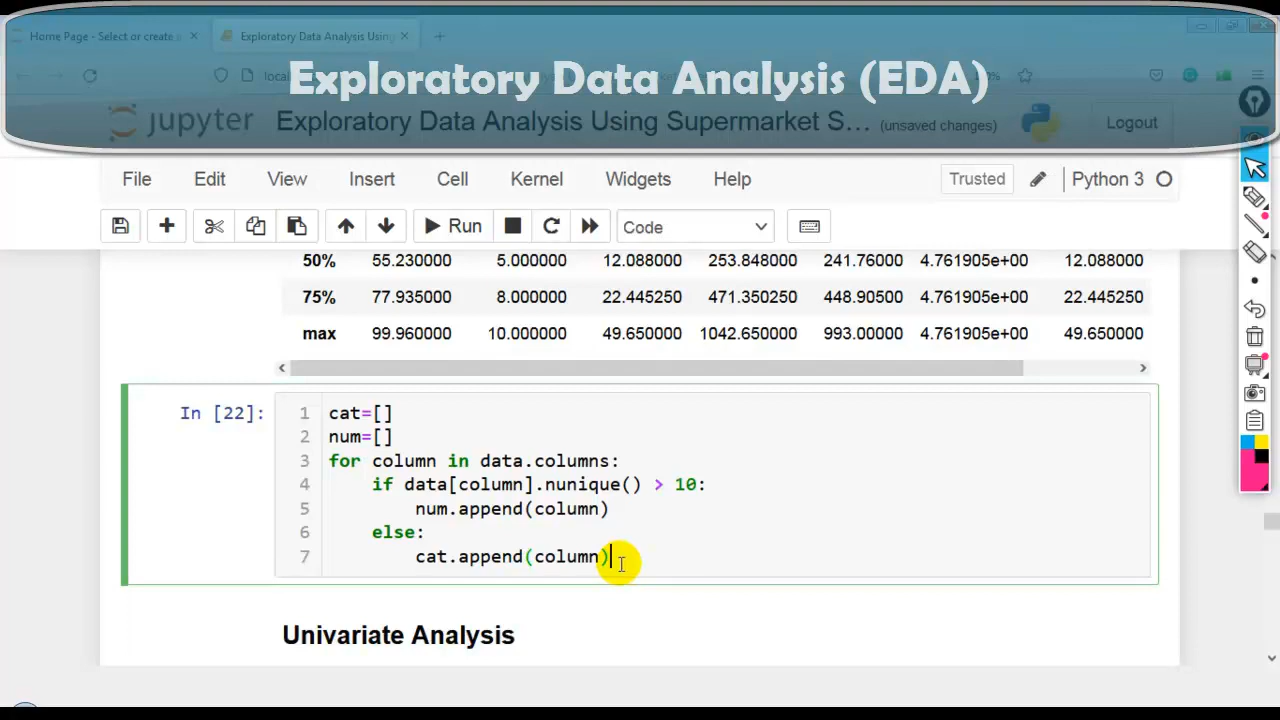 Home Page - Select or create
Exploratory Data Analysis Using
Exploratory Data Analysis (EDA)
jupyter Exploratory Data Analysis Using Supermarket S... (unsaved changes) Logout
File Edit View Insert Cell Kernel Widgets Help Trusted Python 3
Run Code
50% 55.230000 5.000000 12.088000 253.848000 241.76000 4.761905e+00 12.088000
75% 77.935000 8.000000 22.445250 471.350250 448.90500 4.761905e+00 22.445250
max 99.960000 10.000000 49.650000 1042.650000 993.00000 4.761905e+00 49.650000
In [22]: 1 cat=[]
2 num=[]
3 for column in data.columns:
4 if data[column].nunique() > 10:
5 num.append(column)
6 else:
7 cat.append(column)
Univariate Analysis